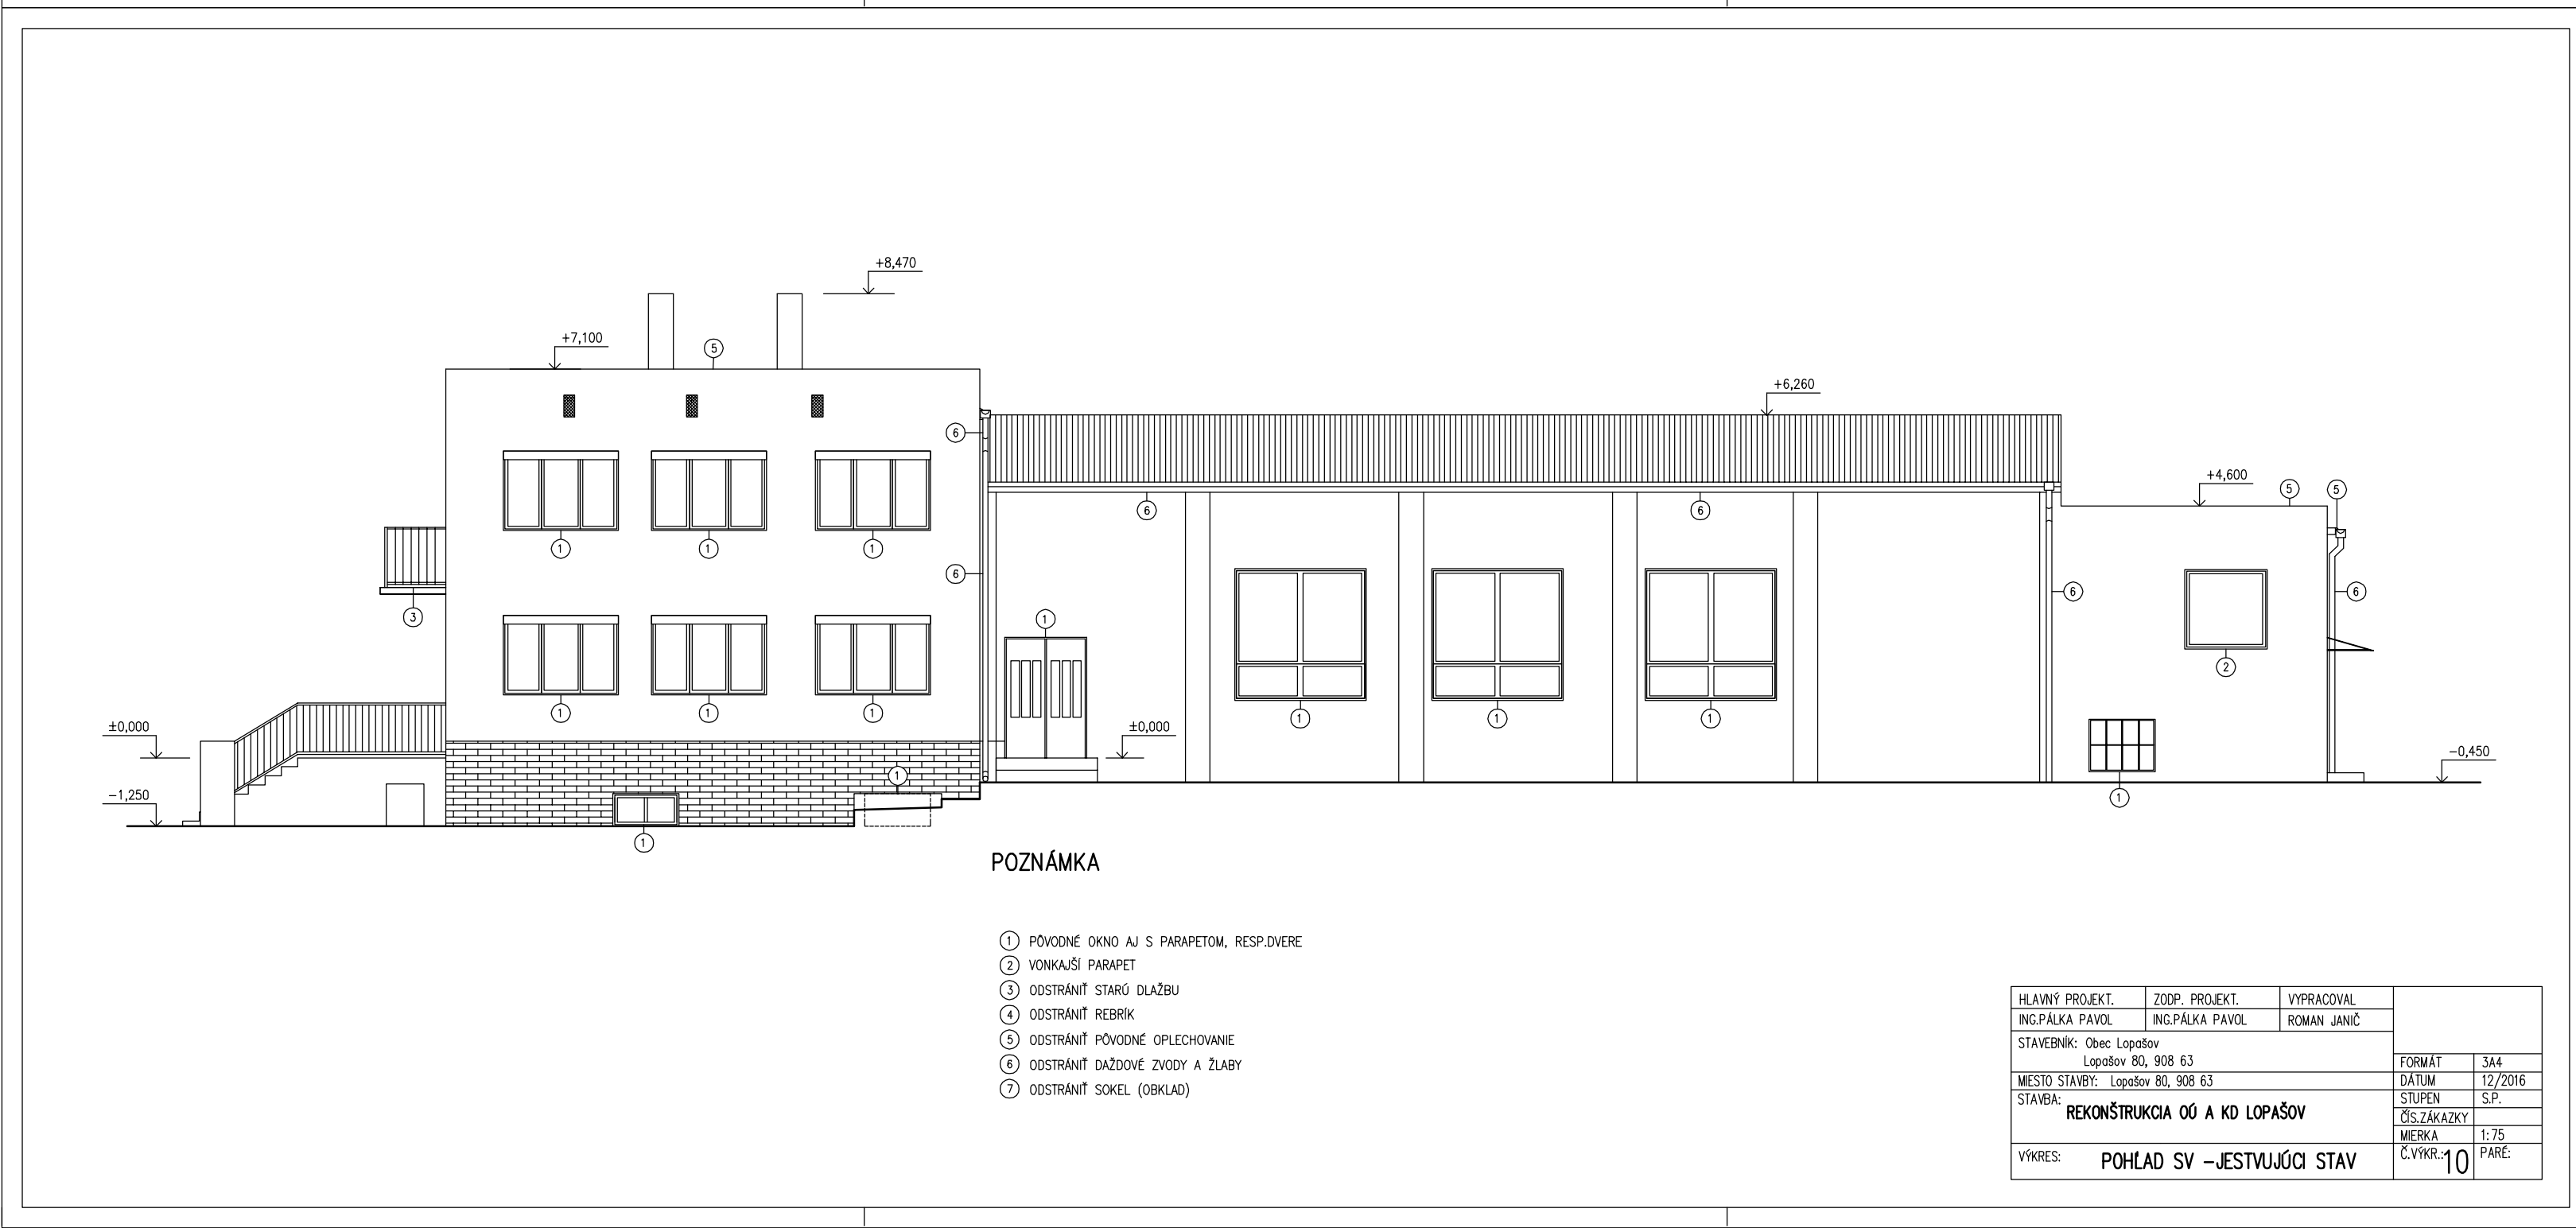 +8,470
+7,100
5
+6,260
6
+4,600
5
5
6
6
1
1
1
6
6
6
3
1
2
1
1
1
1
1
1
±0,000
±0,000
-0,450
1
-1,250
1
1
POZNÁMKA
1 PÔVODNÉ OKNO AJ S PARAPETOM, RESP.DVERE
2 VONKAJŠÍ PARAPET
3 ODSTRÁNIŤ STARÚ DLAŽBU
4 ODSTRÁNIŤ REBRÍK
5 ODSTRÁNIŤ PÔVODNÉ OPLECHOVANIE
6 ODSTRÁNIŤ DAŽDOVÉ ZVODY A ŽLABY
7 ODSTRÁNIŤ SOKEL (OBKLAD)
HLAVNÝ PROJEKT. ZODP. PROJEKT. VYPRACOVAL
ING.PÁLKA PAVOL ING.PÁLKA PAVOL ROMAN JANIČ
STAVEBNÍK: Obec Lopašov
Lopašov 80, 908 63
FORMÁT 3A4
MIESTO STAVBY: Lopašov 80, 908 63
DÁTUM 12/2016
STAVBA: REKONŠTRUKCIA OÚ A KD LOPAŠOV
STUPEN S.P.
ČÍS.ZÁKAZKY
MIERKA 1:75
VÝKRES: POHĽAD SV -JESTVUJÚCI STAV
Č.VÝKR.: 10 PARÉ: